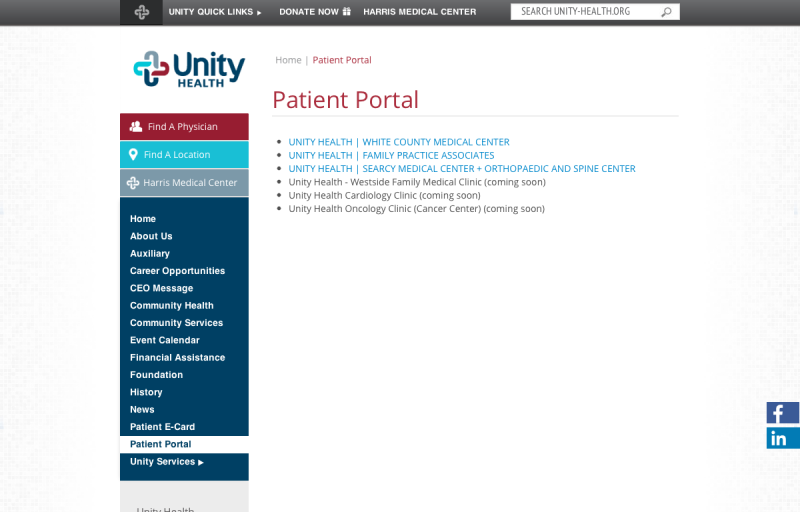 UNITY QUICK LINKS ▶ DONATE NOW HARRIS MEDICAL CENTER SEARCH UNITY-HEALTH.ORG
Unity
HEALTH
Home | Patient Portal
Patient Portal
Find A Physician
Find A Location
Harris Medical Center
Home
About Us
Auxiliary
Career Opportunities
CEO Message
Community Health
Community Services
Event Calendar
Financial Assistance
Foundation
History
News
Patient E-Card
Patient Portal
Unity Services ▶
Unity Health
• UNITY HEALTH | WHITE COUNTY MEDICAL CENTER
• UNITY HEALTH | FAMILY PRACTICE ASSOCIATES
• UNITY HEALTH | SEARCY MEDICAL CENTER + ORTHOPAEDIC AND SPINE CENTER
• Unity Health - Westside Family Medical Clinic (coming soon)
• Unity Health Cardiology Clinic (coming soon)
• Unity Health Oncology Clinic (Cancer Center) (coming soon)
f
in